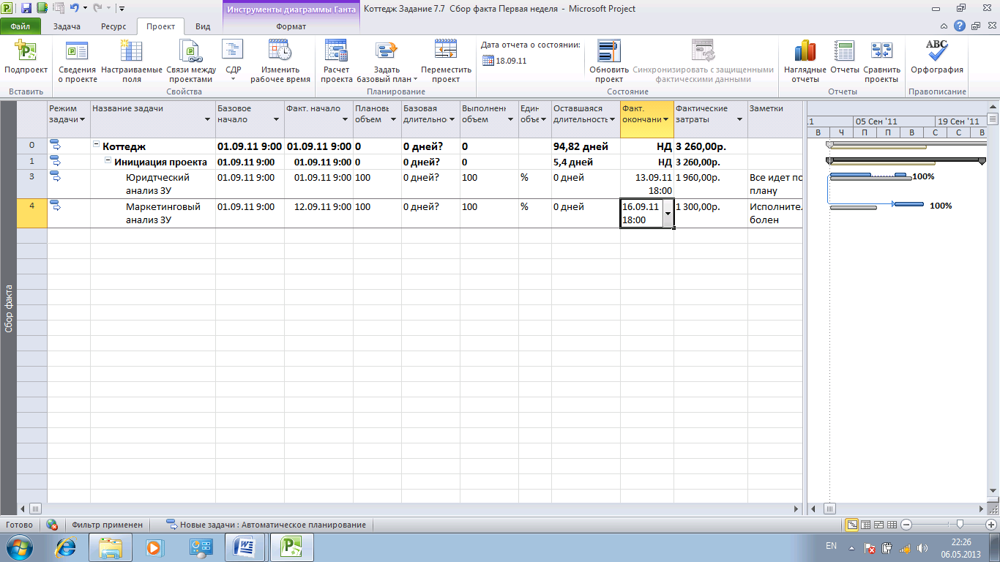 Инструменты диаграммы Ганта
Коттедж Задание 7.7 Сбор факта Первая неделя - Microsoft Project
Файл Задача Ресурс Проект Вид Формат
Дата отчета о состоянии:
18.09.11
Подпроект
Сведения о проекте
Настраиваемые поля
Связи между проектами
СДР
Изменить рабочее время
Расчет проекта
Задать базовый план
Переместить проект
Обновить проект
Синхронизировать с защищенными фактическими данными
Наглядные отчеты
Отчеты
Сравнить проекты
ABC
Орфография
Вставить Свойства Планирование Состояние Отчеты Правописание
Режим задачи
Название задачи
Базовое начало
Факт. начало
Плановы объем
Базовая длительно
Выполненн объем
Един объе
Оставшаяся длительность
Факт. окончани
Фактические затраты
Заметки
.1 05 Сен '11 19 Сен '11
В Ч П П В С С В
0 Коттедж 01.09.11 9:00 01.09.11 9:00 0 0 дней? 0 94,82 дней НД 3 260,00р.
1 Инициация проекта 01.09.11 9:00 01.09.11 9:00 0 0 дней? 0 5,4 дней НД 3 260,00р.
3 Юридтческий 01.09.11 9:00 01.09.11 9:00 100 0 дней? 100 % 0 дней 13.09.11 1 960,00р. Все идет по 100%
анализ ЗУ 18:00 плану
4 Маркетинговый 01.09.11 9:00 12.09.11 9:00 100 0 дней? 100 % 0 дней 16.09.11 1 300,00р. Исполнител 100%
анализ ЗУ 18:00 болен
Сбор факта
Готово Фильтр применен Новые задачи : Автоматическое планирование
EN 22:26
06.05.2013